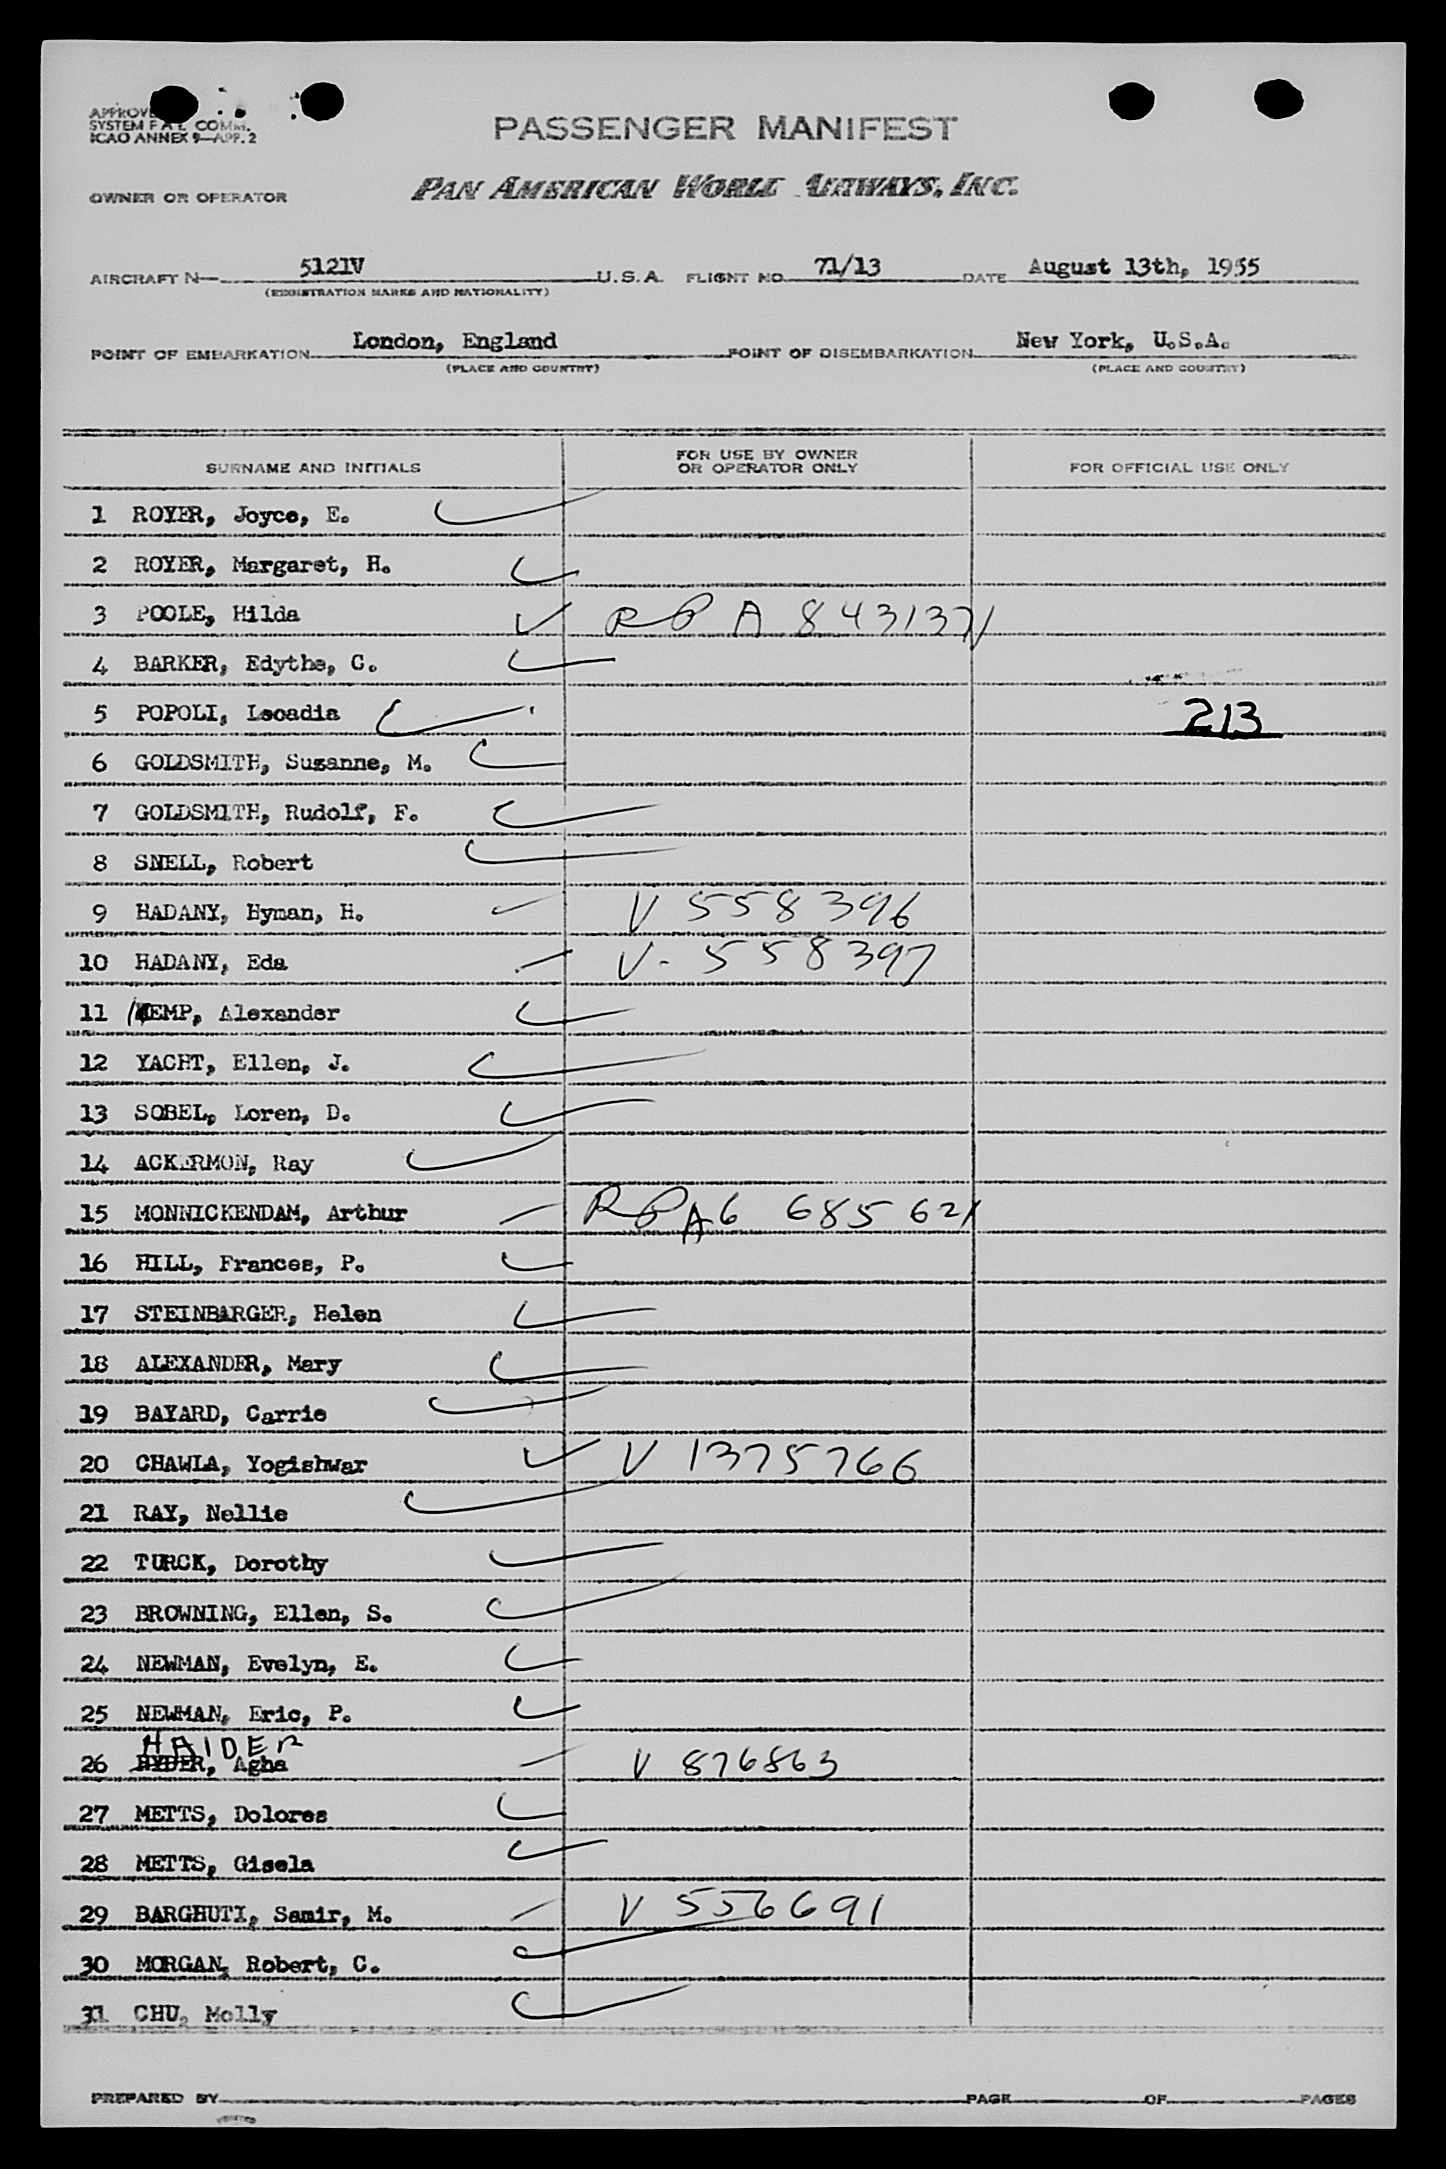 SYSTEM F A L COMM.
ICAO ANNEX 9—APP. 2
PASSENGER MANIFEST
OWNER OR OPERATOR PAN AMERICAN WORLD AIRWAYS, INC.
AIRCRAFT N— 5121V U.S.A. FLIGHT NO. 71/13 DATE August 13th, 1955
(REGISTRATION MARKS AND NATIONALITY)
POINT OF EMBARKATION London, England POINT OF DISEMBARKATION New York, U.S.A.
(PLACE AND COUNTRY) (PLACE AND COUNTRY)
SURNAME AND INITIALS FOR USE BY OWNER OR OPERATOR ONLY FOR OFFICIAL USE ONLY
1 ROYER, Joyce, E.
2 ROYER, Margaret, H.
3 POOLE, Hilda RPA 843137
4 BARKER, Edythe, C.
5 POPOLI, Leocadia 213
6 GOLDSMITH, Suzanne, M.
7 GOLDSMITH, Rudolf, F.
8 SNELL, Robert
9 HADANY, Hyman, H. V 558396
10 HADANY, Eda V- 558397
11 KEMP, Alexander
12 YACHT, Ellen, J.
13 SOBEL, Loren, D.
14 ACKERMON, Ray
15 MONNICKENDAM, Arthur RPA6 685 621
16 HILL, Frances, P.
17 STEINBARGER, Helen
18 ALEXANDER, Mary
19 BAYARD, Carrie
20 CHAWLA, Yogishwar V 1375766
21 RAY, Nellie
22 TURCK, Dorothy
23 BROWNING, Ellen, S.
24 NEWMAN, Evelyn, E.
25 NEWMAN, Eric, P.
HAIDER
26 HYDER, Agha V 876863
27 METTS, Dolores
28 METTS, Gisela
29 BARGHUTI, Samir, M. V 556691
30 MORGAN, Robert, C.
31 CHU, Molly
PREPARED BY PAGE OF PAGES